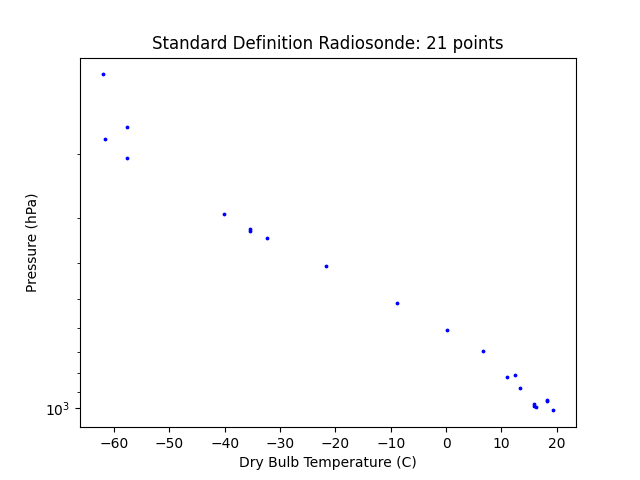 Standard Definition Radiosonde: 21 points
Pressure (hPa)
10³
−60 −50 −40 −30 −20 −10 0 10 20
Dry Bulb Temperature (C)